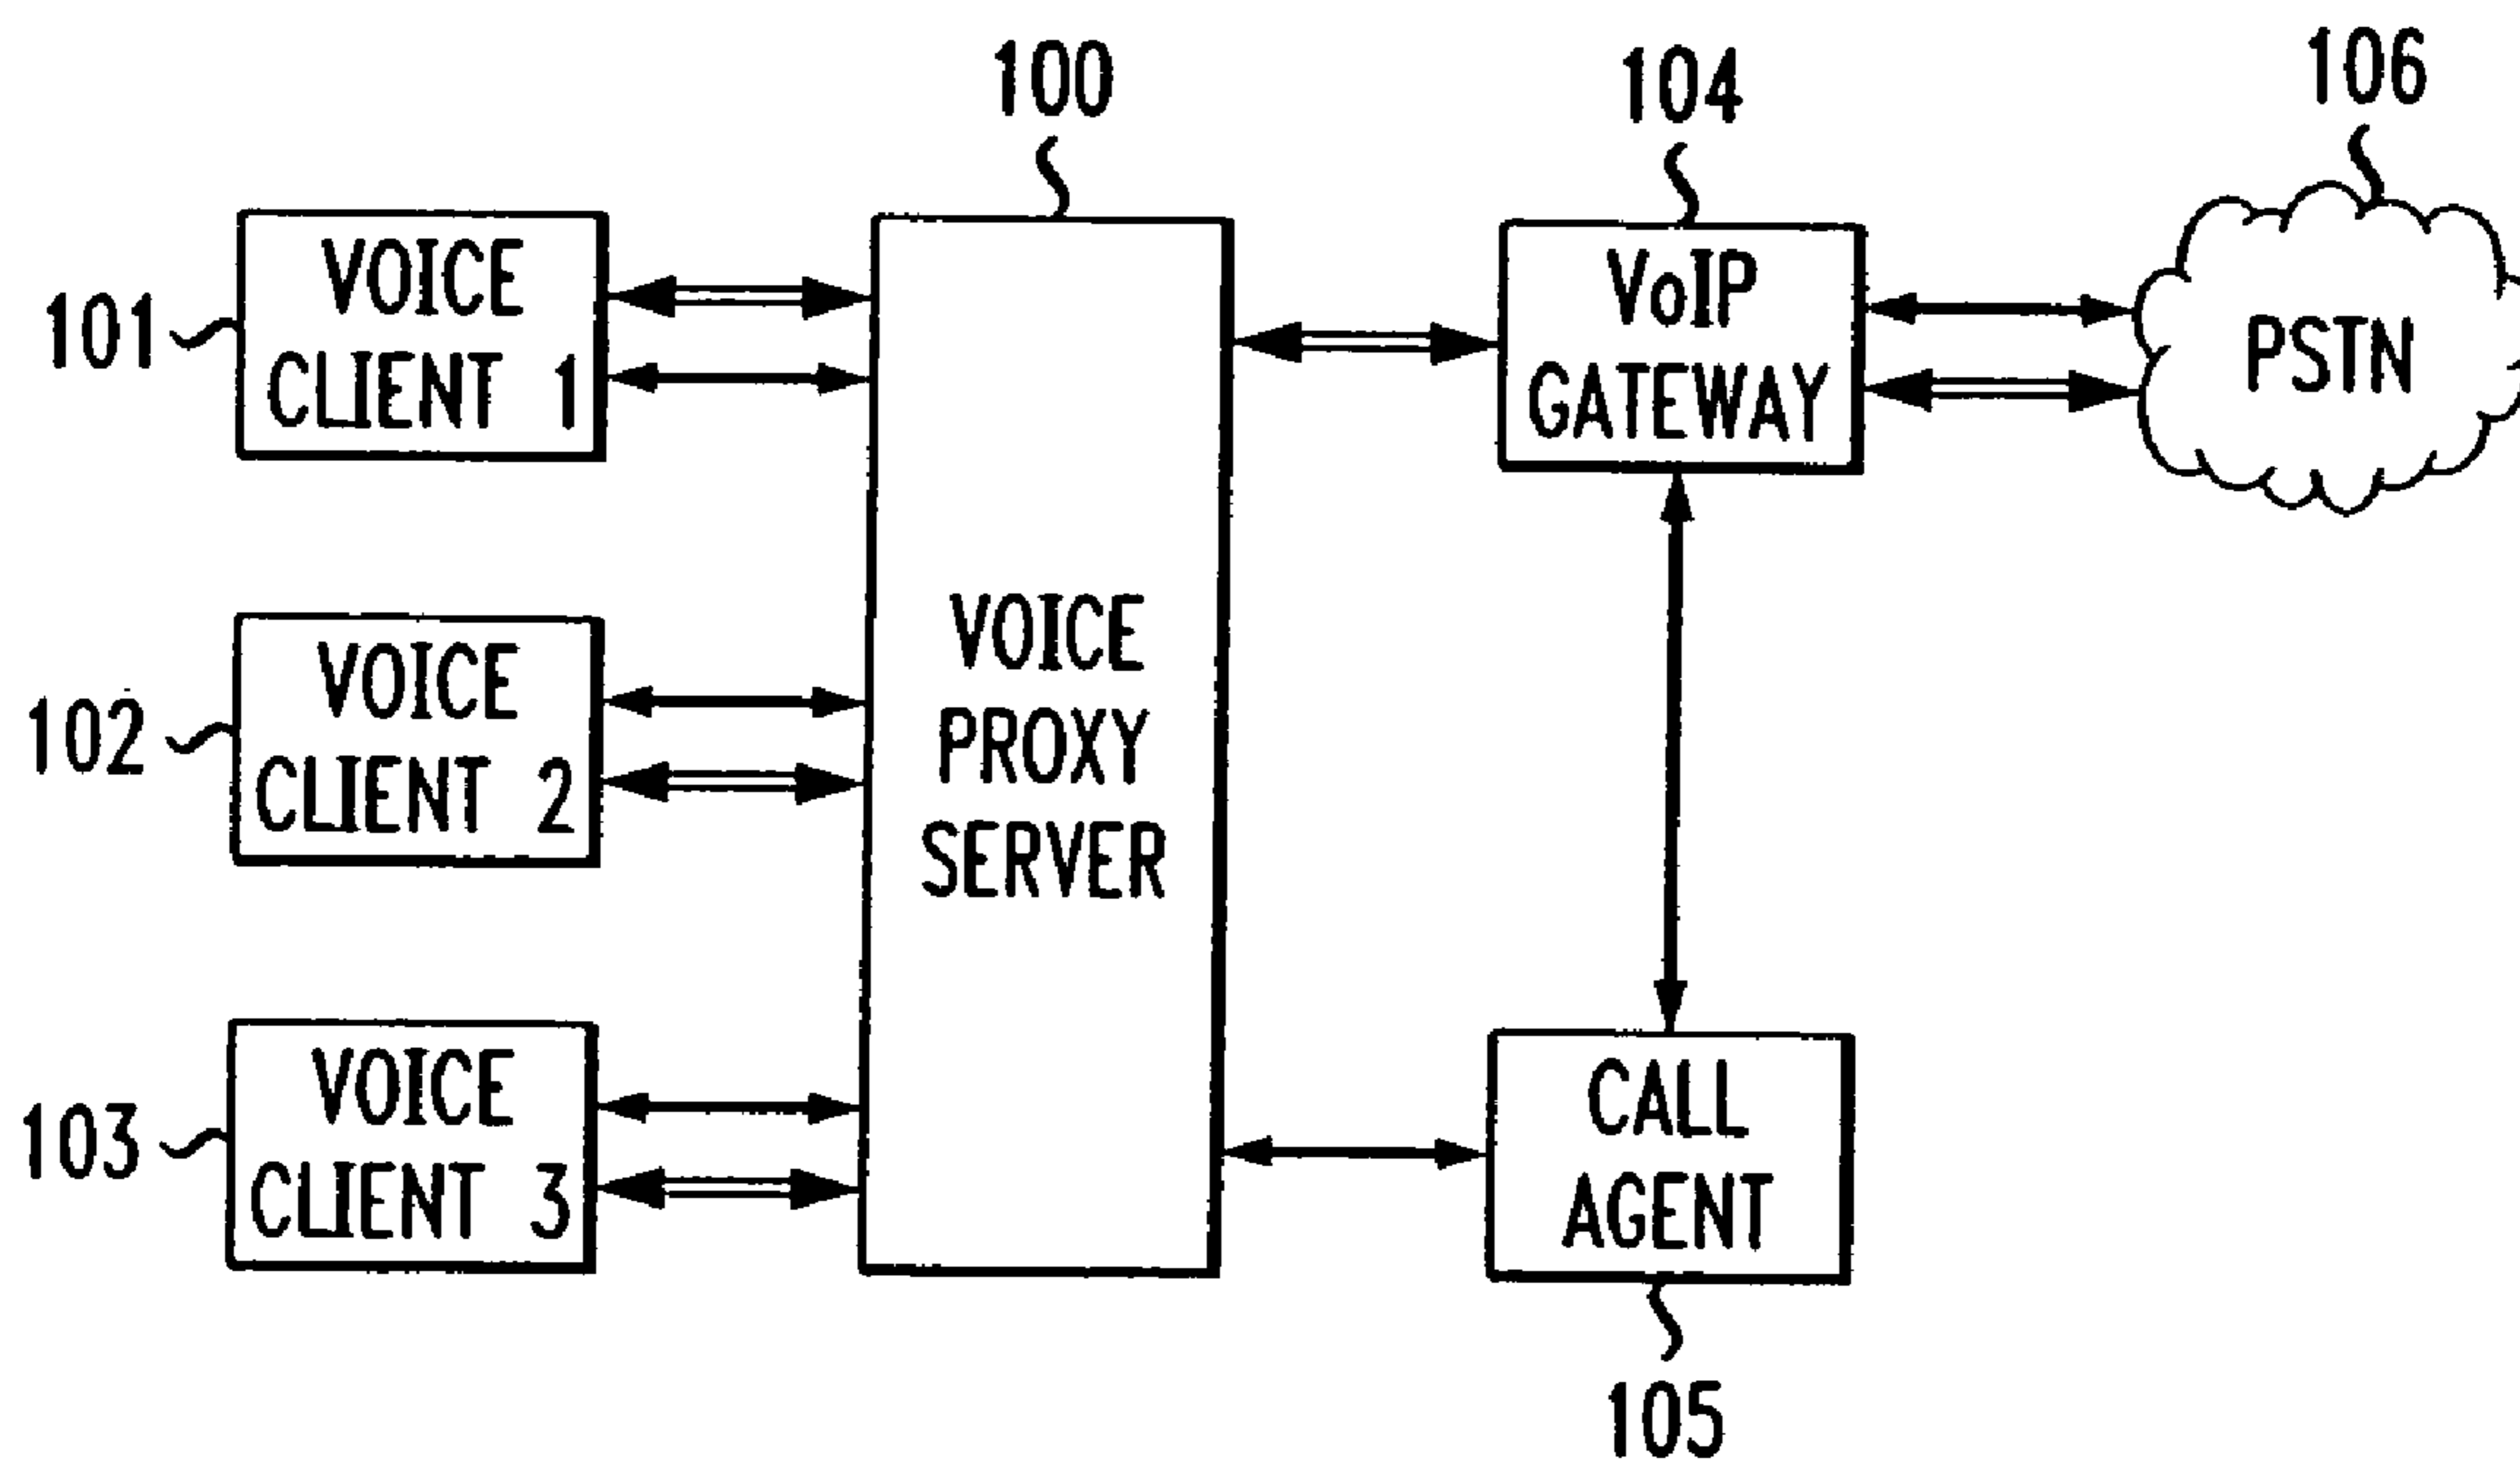 100
104
106
101
VOICE
CLIENT 1
VoIP
GATEWAY
PSTN
102
VOICE
CLIENT 2
VOICE
PROXY
SERVER
103
VOICE
CLIENT 3
CALL
AGENT
105